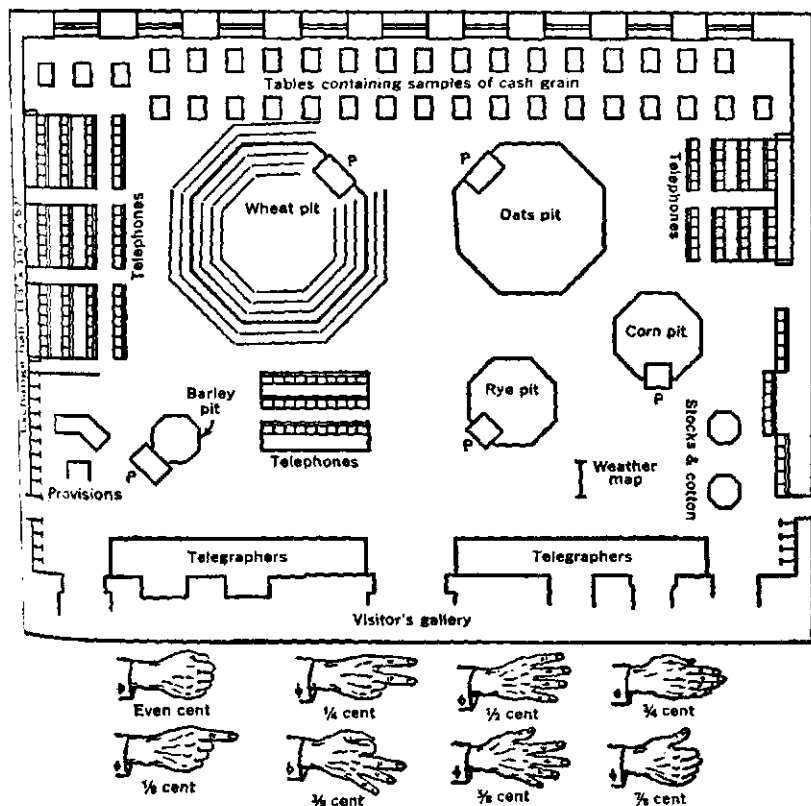 Tables containing samples of cash grain
P
P
Wheat pit
Oats pit
Telephones
Telephones
Exchange hall
Corn pit
P
Barley
pit
Rye pit
P
P
Telephones
Weather
map
Stocks & cotton
Provisions
Telegraphers
Telegraphers
Visitor's gallery
Even cent
¼ cent
½ cent
¾ cent
⅛ cent
⅜ cent
⅝ cent
⅞ cent